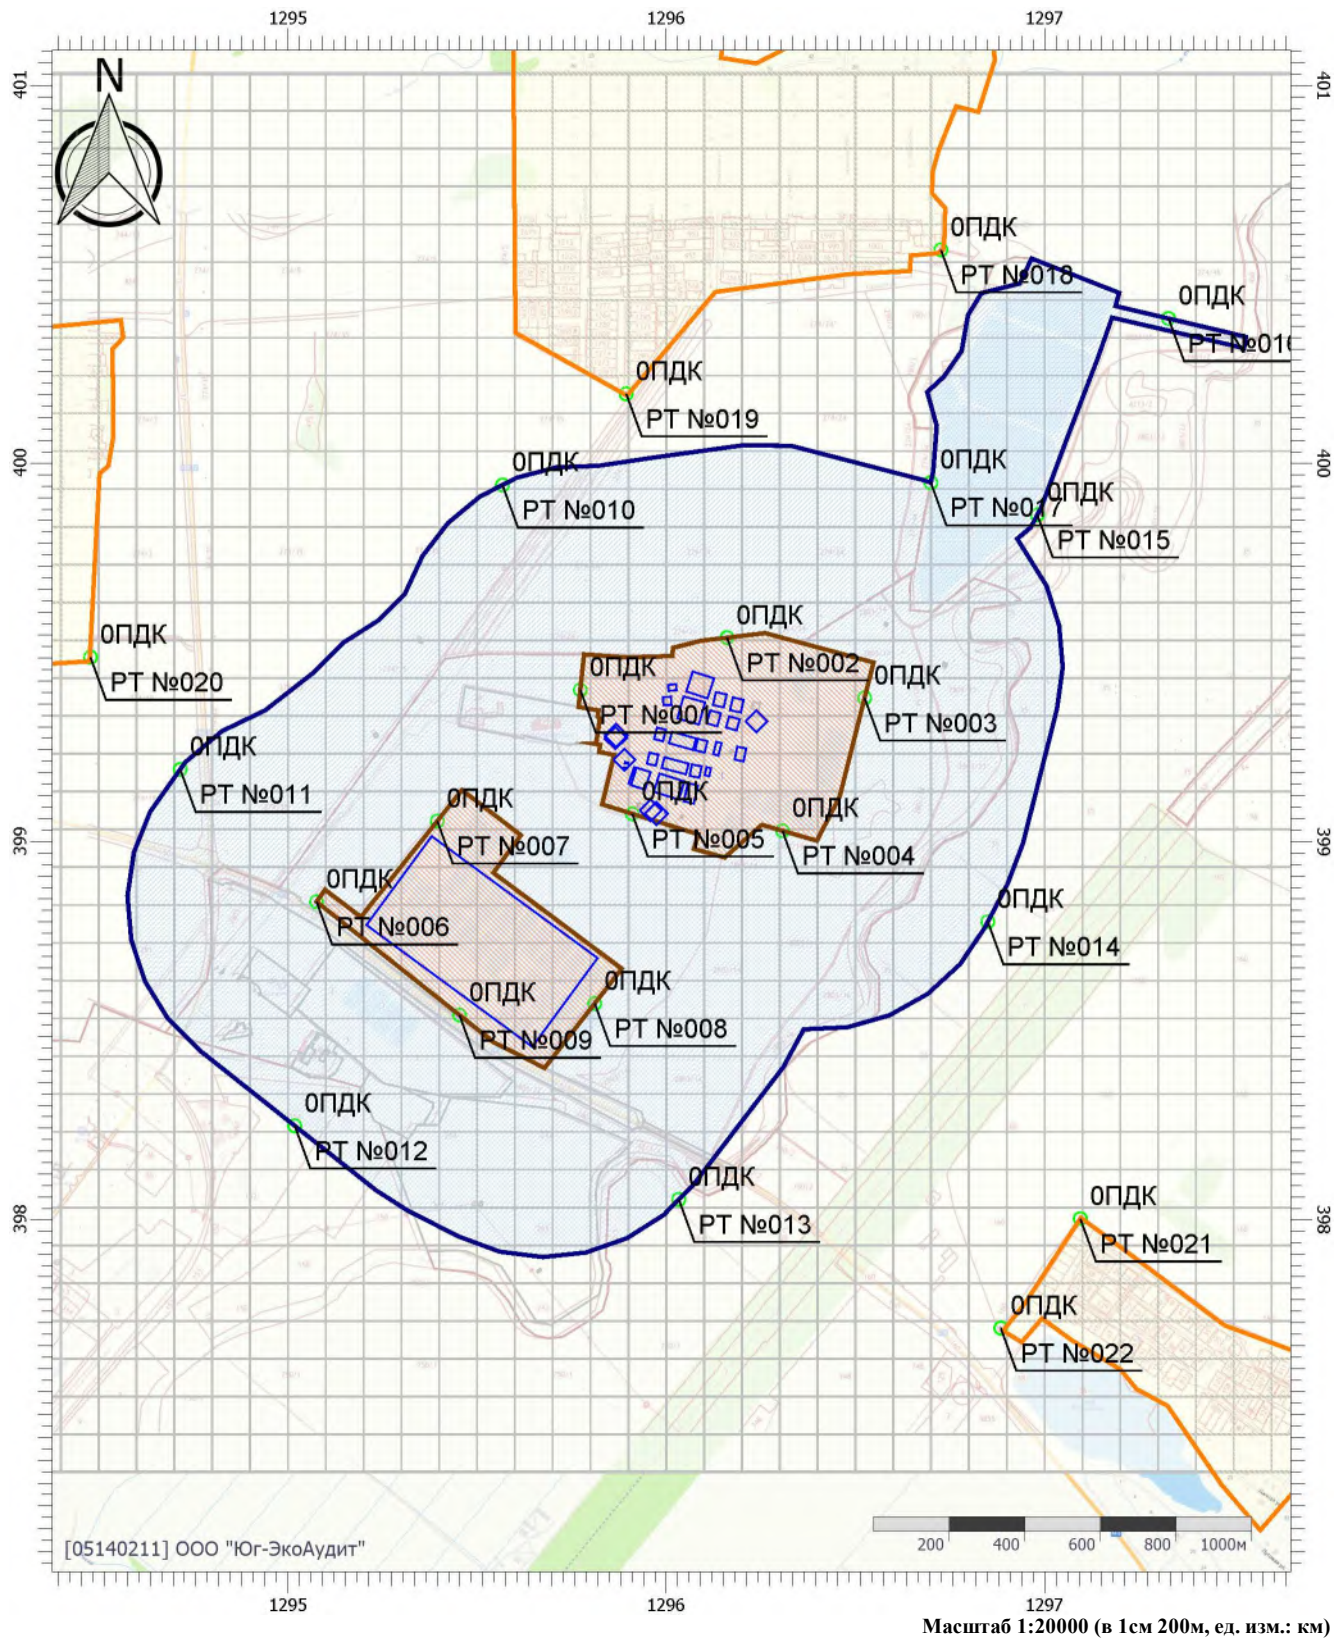 1295
1296
1297
401
401
N
0ПДК
РТ №018
0ПДК
РТ №016
0ПДК
РТ №019
400
400
0ПДК
РТ №010
0ПДК
РТ №017
0ПДК
РТ №015
0ПДК
РТ №020
0ПДК
РТ №002
0ПДК
РТ №001
0ПДК
РТ №003
0ПДК
РТ №011
0ПДК
РТ №005
0ПДК
РТ №004
0ПДК
РТ №007
399
399
0ПДК
РТ №006
0ПДК
РТ №014
0ПДК
РТ №008
0ПДК
РТ №009
0ПДК
РТ №012
0ПДК
РТ №013
398
398
0ПДК
РТ №021
0ПДК
РТ №022
200
400
600
800
1000м
[05140211] ООО "Юг-ЭкоАудит"
1295
1296
1297
Масштаб 1:20000 (в 1см 200м, ед. изм.: км)